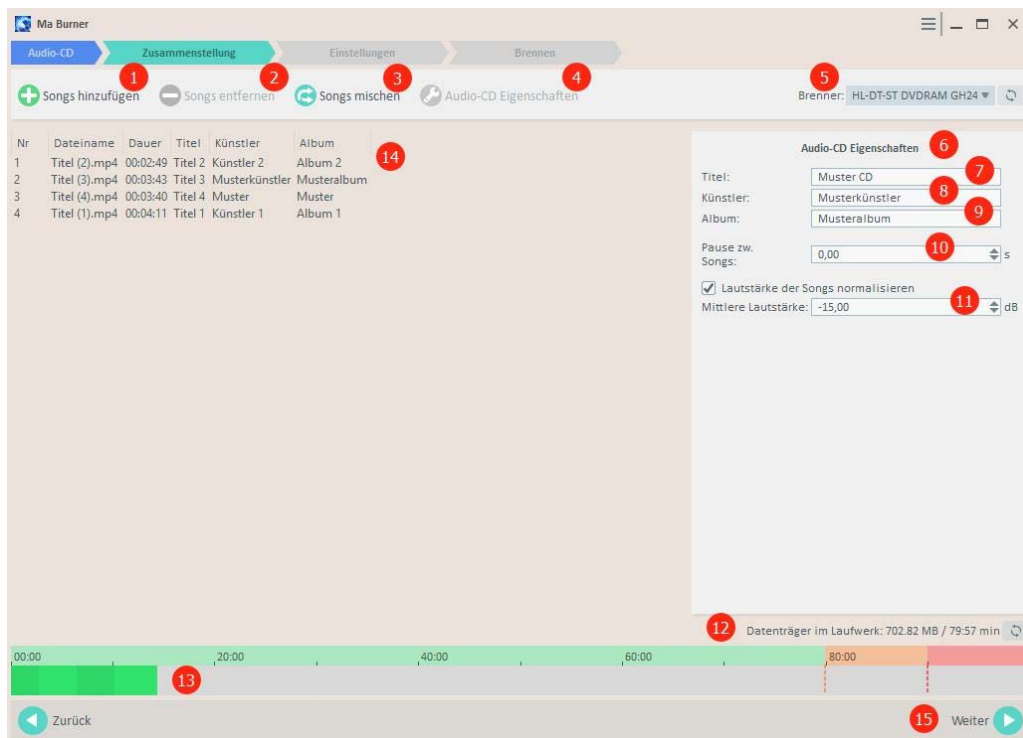 Ma Burner
Audio-CD Zusammenstellung Einstellungen Brennen
1 2 3 4 5
Songs hinzufügen Songs entfernen Songs mischen Audio-CD Eigenschaften Brenner: HL-DT-ST DVDRAM GH24
Nr Dateiname Dauer Titel Künstler Album
14
1 Titel (2).mp4 00:02:49 Titel 2 Künstler 2 Album 2
2 Titel (3).mp4 00:03:43 Titel 3 Musterkünstler Musteralbum
3 Titel (4).mp4 00:03:40 Titel 4 Muster Muster
4 Titel (1).mp4 00:04:11 Titel 1 Künstler 1 Album 1
Audio-CD Eigenschaften 6
Titel: Muster CD 7
Künstler: Musterkünstler 8
Album: Musteralbum 9
Pause zw.
Songs: 0,00 10 s
Lautstärke der Songs normalisieren
Mittlere Lautstärke: -15,00 11 dB
12 Datenträger im Laufwerk: 702.82 MB / 79:57 min
00:00 20:00 40:00 60:00 80:00
13
Zurück 15 Weiter